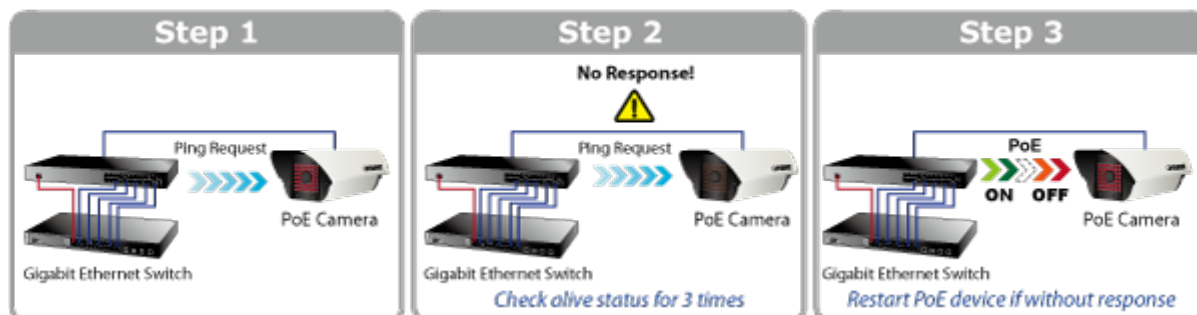 Step 1
Ping Request
PoE Camera
Gigabit Ethernet Switch
Step 2
No Response!
Ping Request
PoE Camera
Gigabit Ethernet Switch
Check alive status for 3 times
Step 3
PoE
ON OFF
PoE Camera
Gigabit Ethernet Switch
Restart PoE device if without response